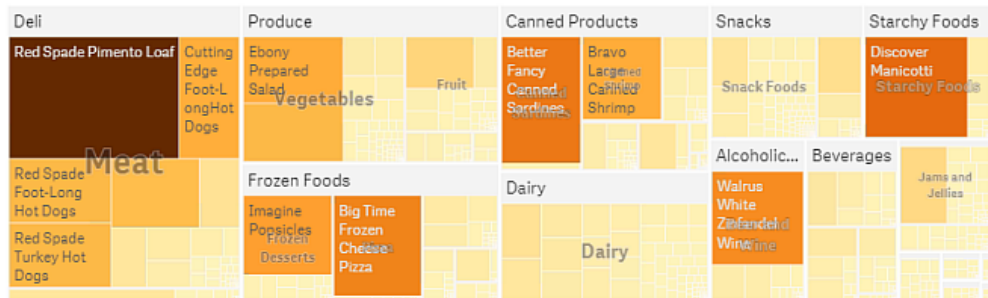 Deli
Red Spade Pimento Loaf
Cutting
Edge
Foot-L
ongHot
Dogs
Meat
Red Spade
Foot-Long
Hot Dogs
Red Spade
Turkey Hot
Dogs
Produce
Ebony
Prepared
Salad
Vegetables
Fruit
Frozen Foods
Imagine
Popsicles
Frozen
Desserts
Big Time
Frozen
Cheese
Pizza
Canned Products
Better
Fancy
Canned
Sardines
Bravo
Large
Canned
Shrimp
Dairy
Dairy
Snacks
Snack Foods
Alcoholic...
Walrus
White
Zinfandel
Wine
Wine
Beverages
Starchy Foods
Discover
Manicotti
Starchy Foods
Jams and
Jellies